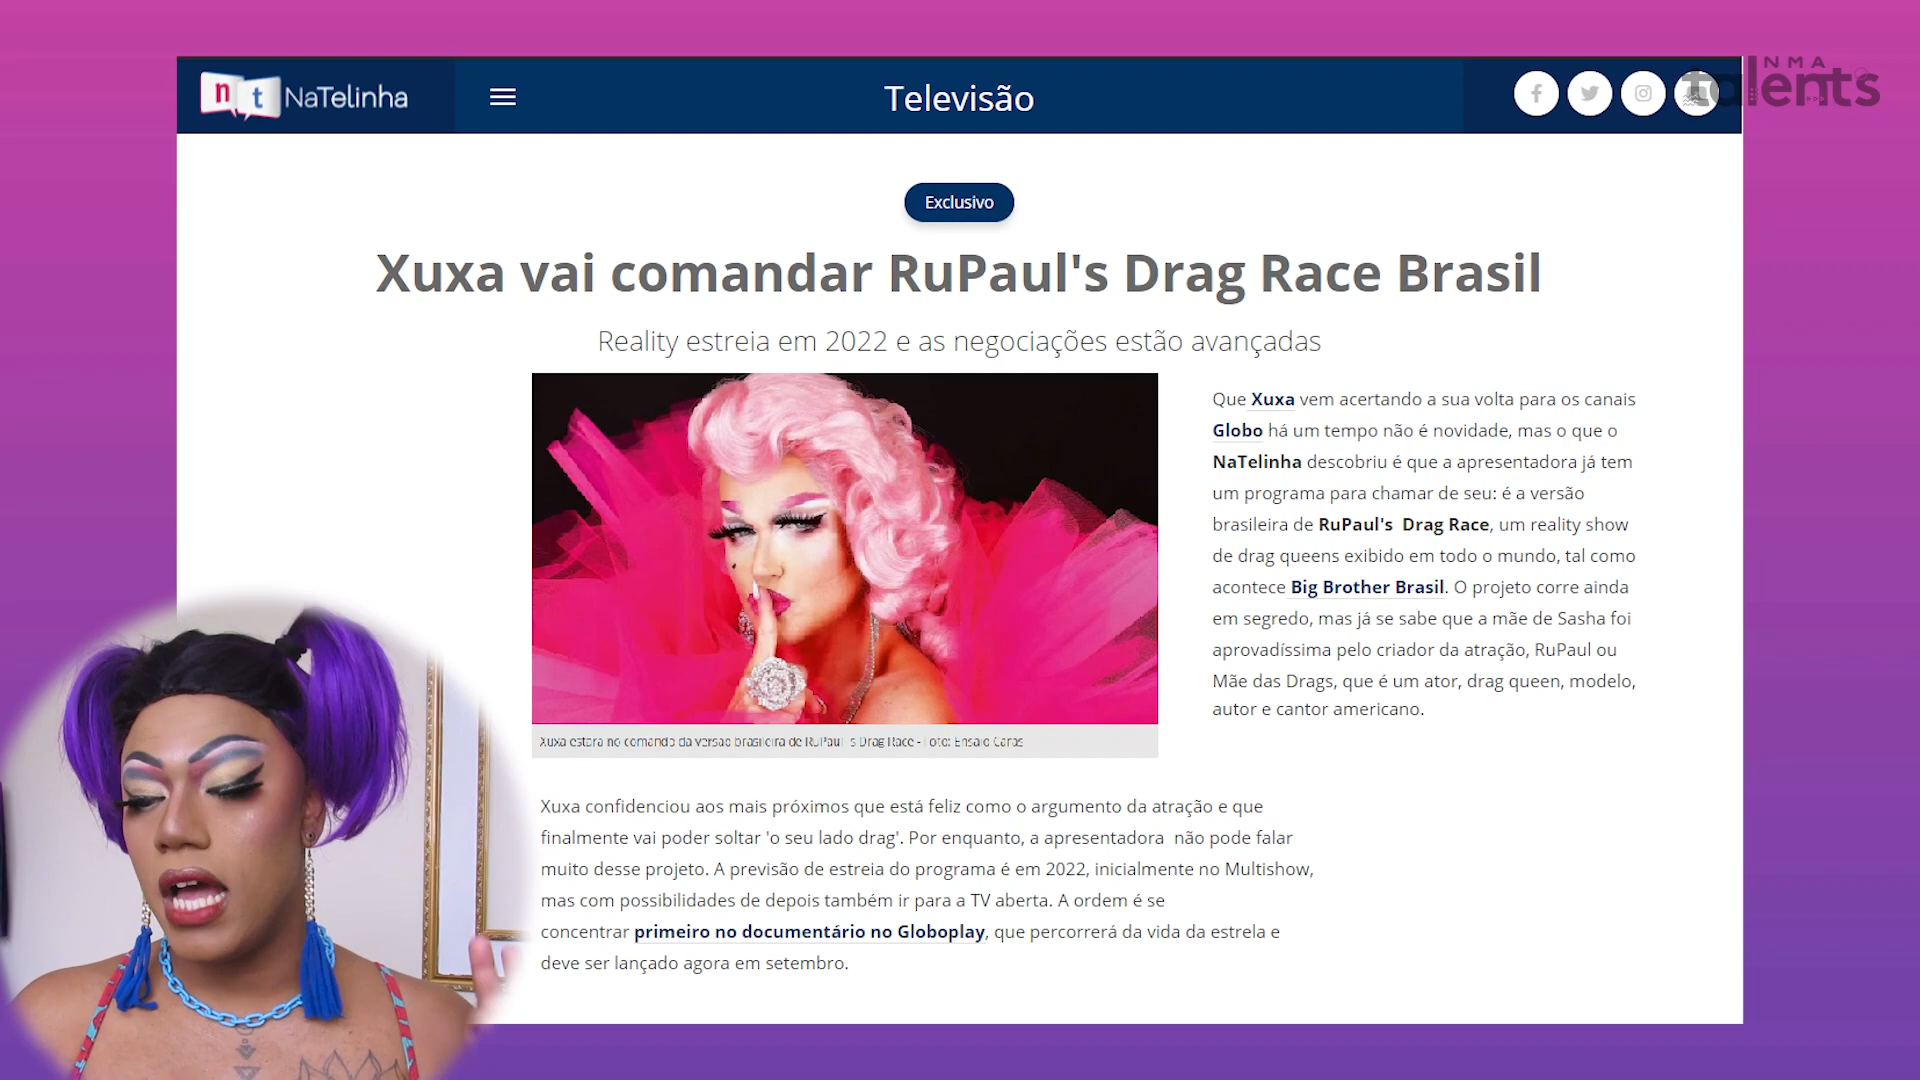 NMA
talents
nt NaTelinha
Televisão
Exclusivo
Xuxa vai comandar RuPaul's Drag Race Brasil
Reality estreia em 2022 e as negociações estão avançadas
Que Xuxa vem acertando a sua volta para os canais
Globo há um tempo não é novidade, mas o que o
NaTelinha descobriu é que a apresentadora já tem
um programa para chamar de seu: é a versão
brasileira de RuPaul's Drag Race, um reality show
de drag queens exibido em todo o mundo, tal como
acontece Big Brother Brasil. O projeto corre ainda
em segredo, mas já se sabe que a mãe de Sasha foi
aprovadíssima pelo criador da atração, RuPaul ou
Mãe das Drags, que é um ator, drag queen, modelo,
autor e cantor americano.
Xuxa estará no comando da versão brasileira de RuPaul´s Drag Race - Foto: Ensaio Caras
Xuxa confidenciou aos mais próximos que está feliz como o argumento da atração e que
finalmente vai poder soltar 'o seu lado drag'. Por enquanto, a apresentadora não pode falar
muito desse projeto. A previsão de estreia do programa é em 2022, inicialmente no Multishow,
mas com possibilidades de depois também ir para a TV aberta. A ordem é se
concentrar primeiro no documentário no Globoplay, que percorrerá da vida da estrela e
deve ser lançado agora em setembro.